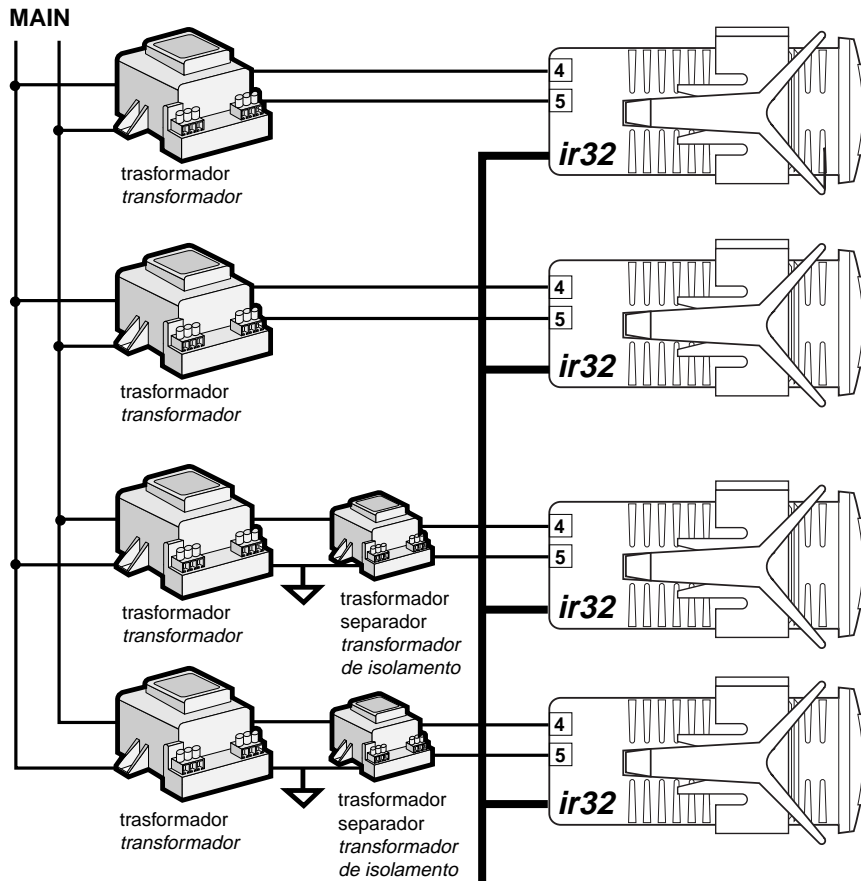 MAIN
4
5
ir32
trasformador
transformador
4
5
ir32
trasformador
transformador
4
5
ir32
trasformador
transformador
trasformador
separador
transformador
de isolamento
4
5
ir32
trasformador
transformador
trasformador
separador
transformador
de isolamento